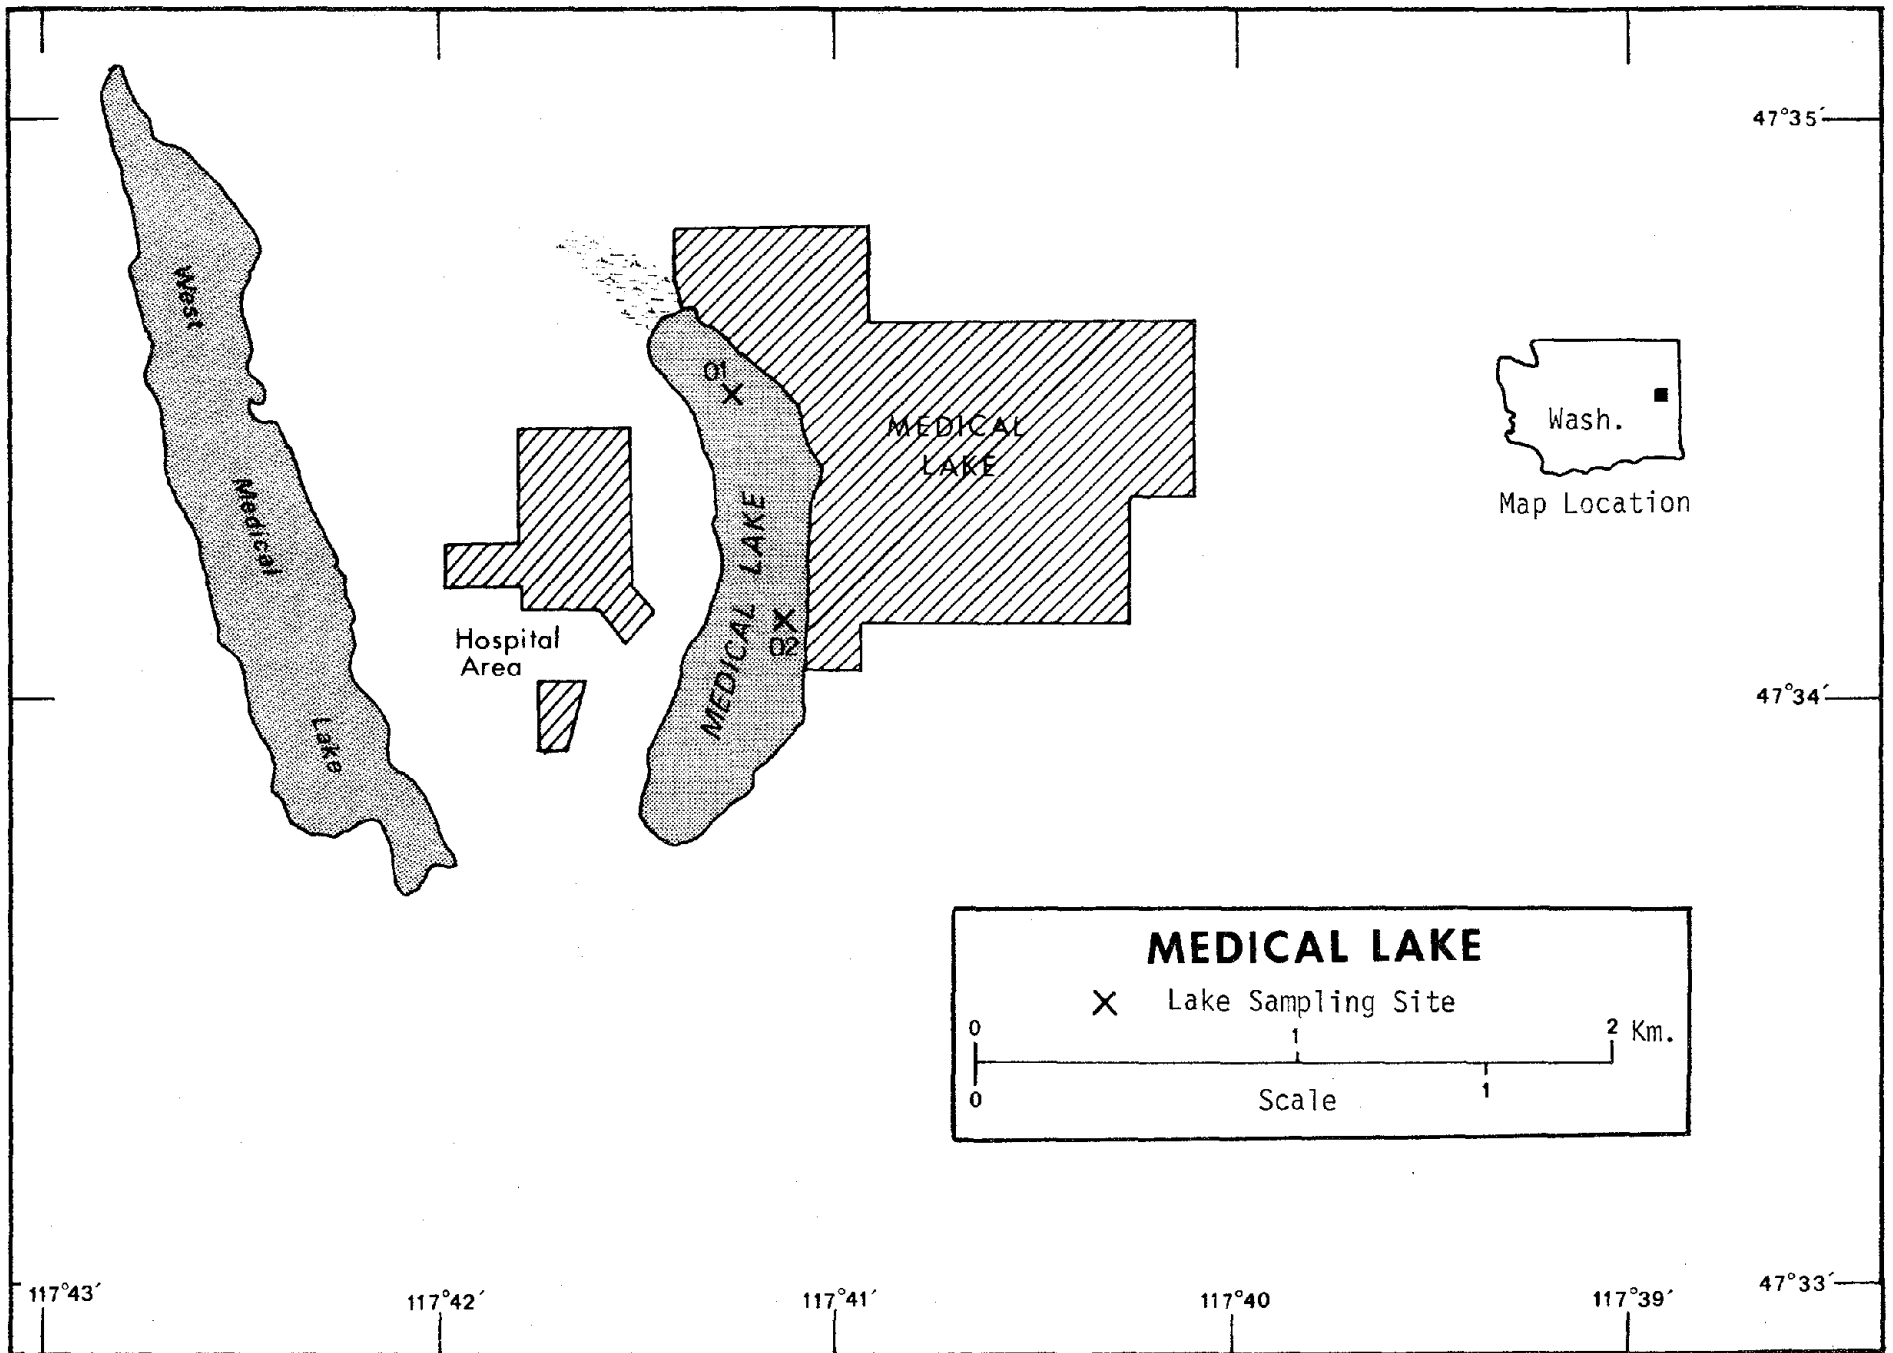 47°35′
West
01
MEDICAL
LAKE
Wash.
Map Location
Medical
MEDICAL LAKE
02
Hospital
Area
47°34′
Lake
MEDICAL LAKE
X Lake Sampling Site
0 1 2 Km.
0 Scale 1
47°33′
117°43′ 117°42′ 117°41′ 117°40 117°39′